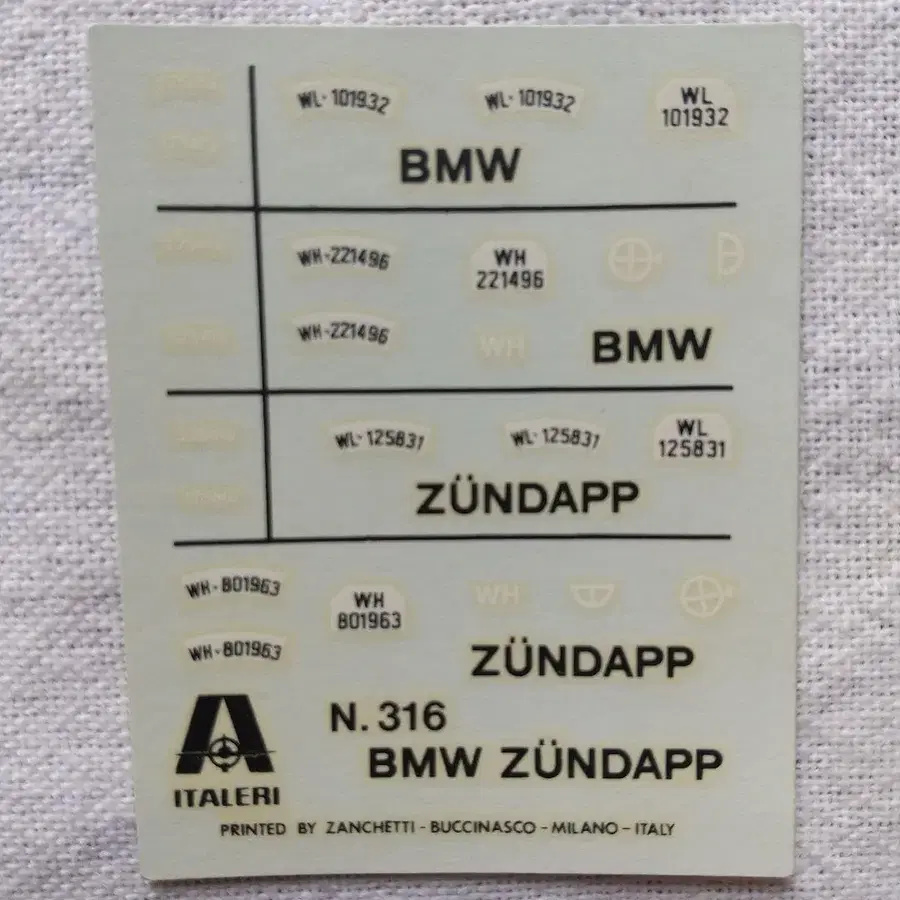 WL-101932 WL-101932 WL
101932
BMW
WH-221496 WH
221496
WH-221496 WH BMW
WL-125831 WL-125831 WL
125831
ZÜNDAPP
WH-801963 WH
801963 WH
WH-801963
ZÜNDAPP
N. 316
BMW ZÜNDAPP
ITALERI
PRINTED BY ZANCHETTI - BUCCINASCO - MILANO - ITALY